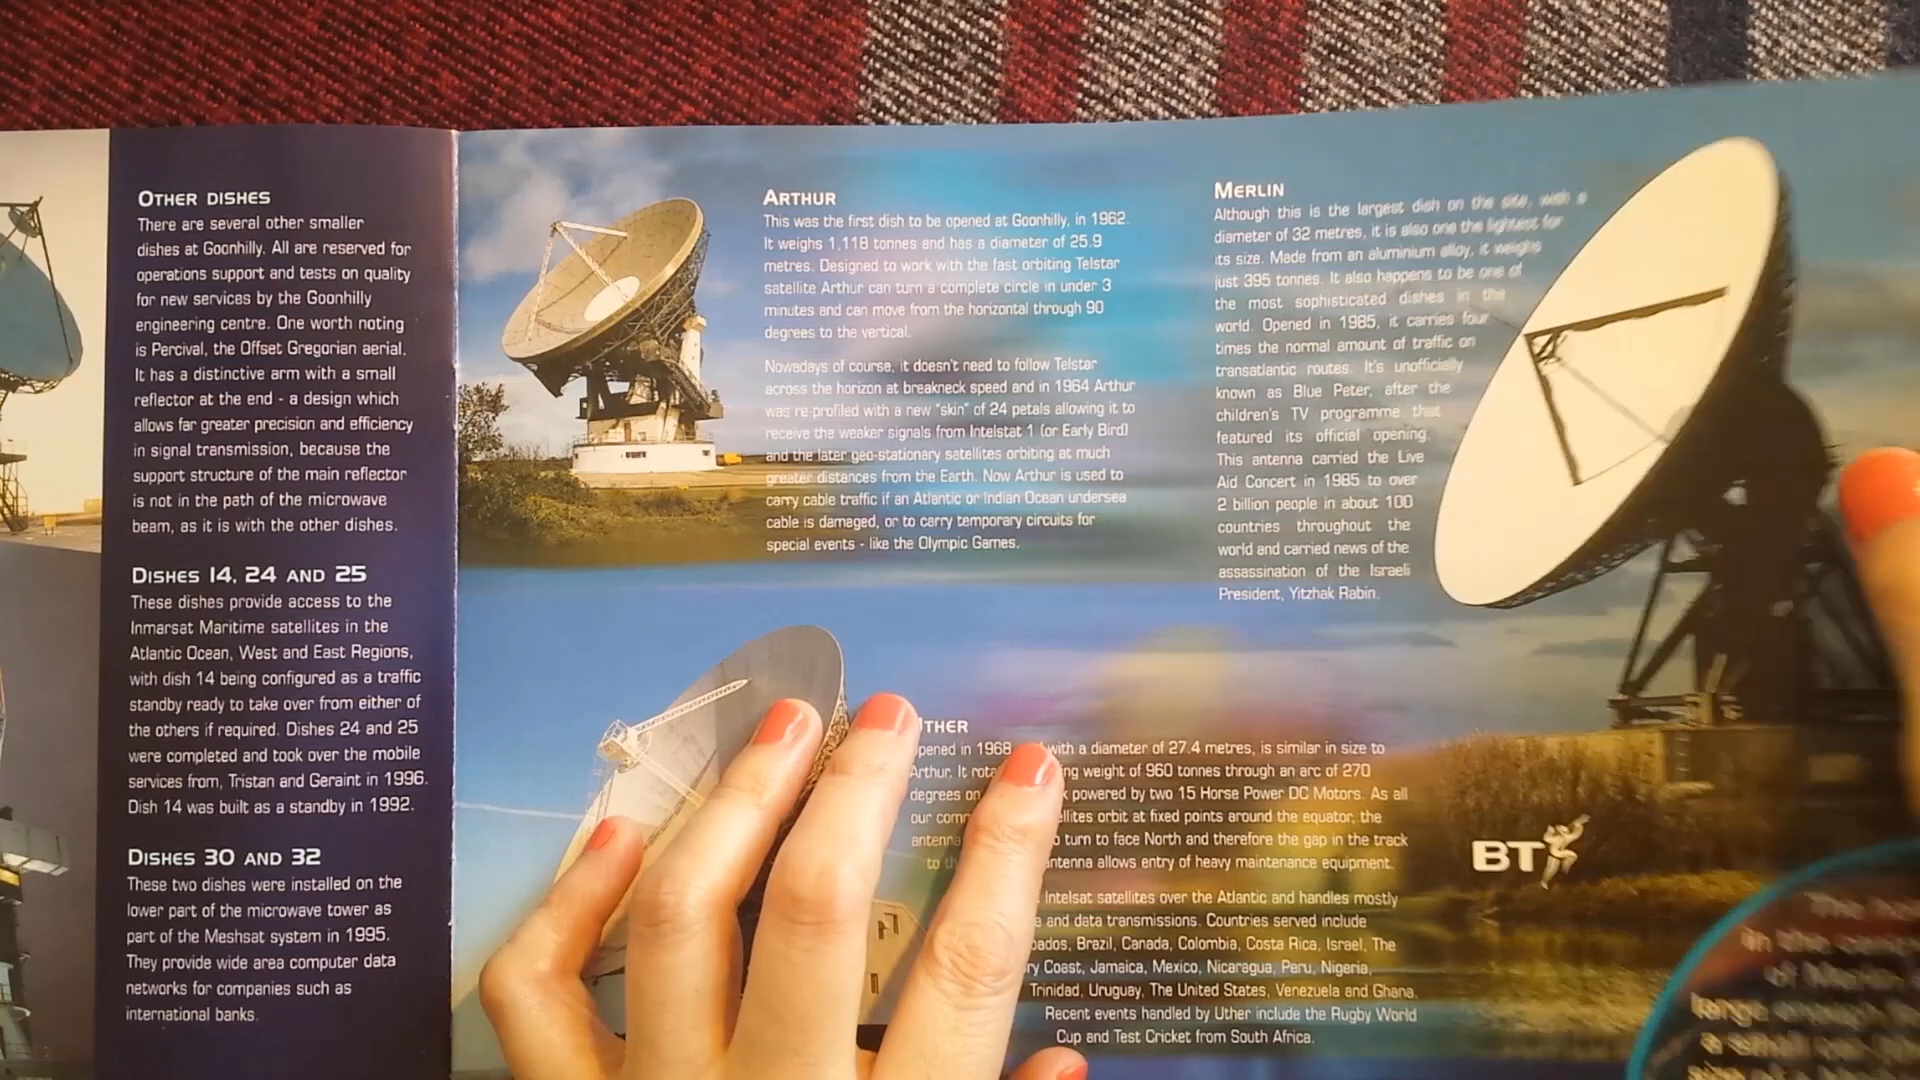 OTHER DISHES
There are several other smaller
dishes at Goonhilly. All are reserved for
operations support and tests on quality
for new services by the Goonhilly
engineering centre. One worth noting
is Percival, the Offset Gregorian aerial.
It has a distinctive arm with a small
reflector at the end - a design which
allows far greater precision and efficiency
in signal transmission, because the
support structure of the main reflector
is not in the path of the microwave
beam, as it is with the other dishes.
DISHES 14, 24 AND 25
These dishes provide access to the
Inmarsat Maritime satellites in the
Atlantic Ocean, West and East Regions,
with dish 14 being configured as a traffic
standby ready to take over from either of
the others if required. Dishes 24 and 25
were completed and took over the mobile
services from, Tristan and Geraint in 1996.
Dish 14 was built as a standby in 1992.
DISHES 30 AND 32
These two dishes were installed on the
lower part of the microwave tower as
part of the Meshsat system in 1995.
They provide wide area computer data
networks for companies such as
international banks.
ARTHUR
This was the first dish to be opened at Goonhilly, in 1962.
It weighs 1,118 tonnes and has a diameter of 25.9
metres. Designed to work with the fast orbiting Telstar
satellite Arthur can turn a complete circle in under 3
minutes and can move from the horizontal through 90
degrees to the vertical.
Nowadays of course, it doesn't need to follow Telstar
across the horizon at breakneck speed and in 1964 Arthur
was re-profiled with a new "skin" of 24 petals allowing it to
receive the weaker signals from Intelstat 1 (or Early Bird)
and the later geo-stationary satellites orbiting at much
greater distances from the Earth. Now Arthur is used to
carry cable traffic if an Atlantic or Indian Ocean undersea
cable is damaged, or to carry temporary circuits for
special events - like the Olympic Games.
MERLIN
Although this is the largest dish on the site, with a
diameter of 32 metres, it is also one the lightest for
its size. Made from an aluminium alloy, it weighs
just 395 tonnes. It also happens to be one of
the most sophisticated dishes in the
world. Opened in 1985, it carries four
times the normal amount of traffic on
transatlantic routes. It's unofficially
known as Blue Peter, after the
children's TV programme that
featured its official opening.
This antenna carried the Live
Aid Concert in 1985 to over
2 billion people in about 100
countries throughout the
world and carried news of the
assassination of the Israeli
President, Yitzhak Rabin.
THER
pened in 1968 with a diameter of 27.4 metres, is similar in size to
Arthur. It rota ng weight of 960 tonnes through an arc of 270
degrees on k powered by two 15 Horse Power DC Motors. As all
our com ellites orbit at fixed points around the equator, the
antenna o turn to face North and therefore the gap in the track
to th antenna allows entry of heavy maintenance equipment.
Intelsat satellites over the Atlantic and handles mostly
e and data transmissions. Countries served include
bados, Brazil, Canada, Colombia, Costa Rica, Israel, The
ry Coast, Jamaica, Mexico, Nicaragua, Peru, Nigeria,
Trinidad, Uruguay, The United States, Venezuela and Ghana.
Recent events handled by Uther include the Rugby World
Cup and Test Cricket from South Africa.
BT